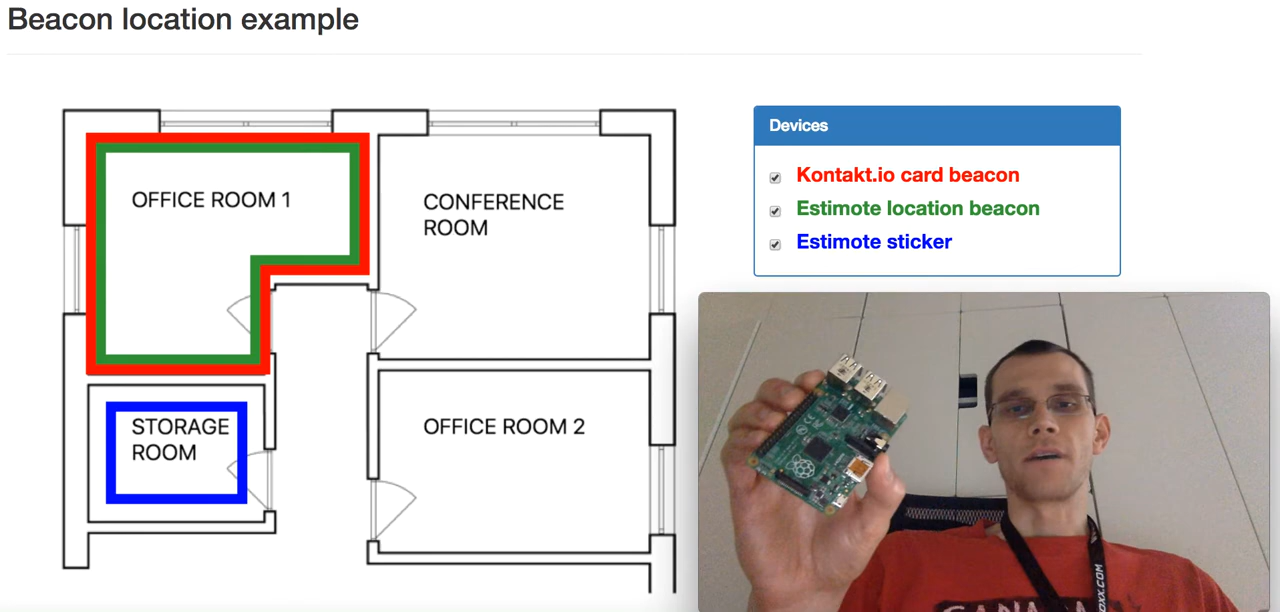 Beacon location example
OFFICE ROOM 1
CONFERENCE
ROOM
STORAGE
ROOM
OFFICE ROOM 2
Devices
Kontakt.io card beacon
Estimote location beacon
Estimote sticker